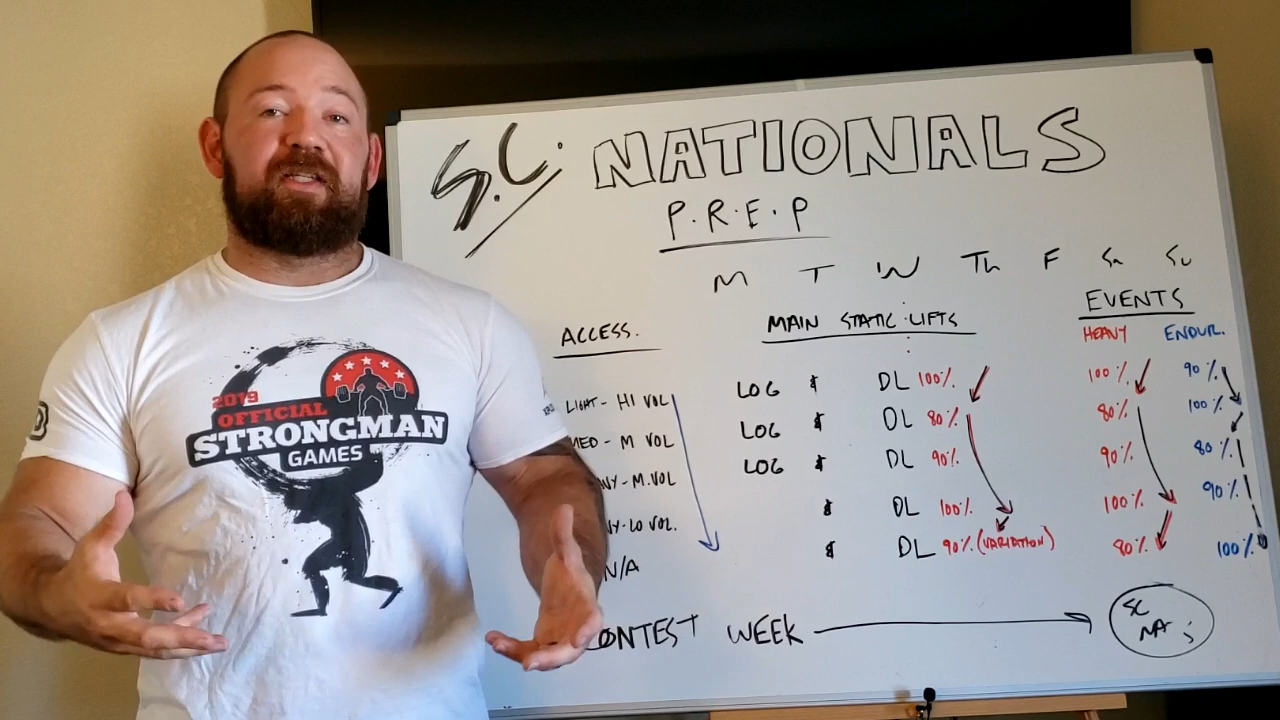 S.C. NATIONALS
P.R.E.P
M T W Th F Sa Su
ACCESS. MAIN STATIC LIFTS EVENTS
HEAVY ENDUR.
LIGHT - HI VOL LOG & DL 100% 100% 90%
MED - M VOL LOG & DL 80% 80% 100%
VY - M.VOL LOG & DL 90% 90% 80%
VY - LO VOL. & DL 100% 100% 90%
N/A & DL 90% (VARIATION) 80% 100%
CONTEST WEEK SC
NA
2019
OFFICIAL
STRONGMAN
GAMES